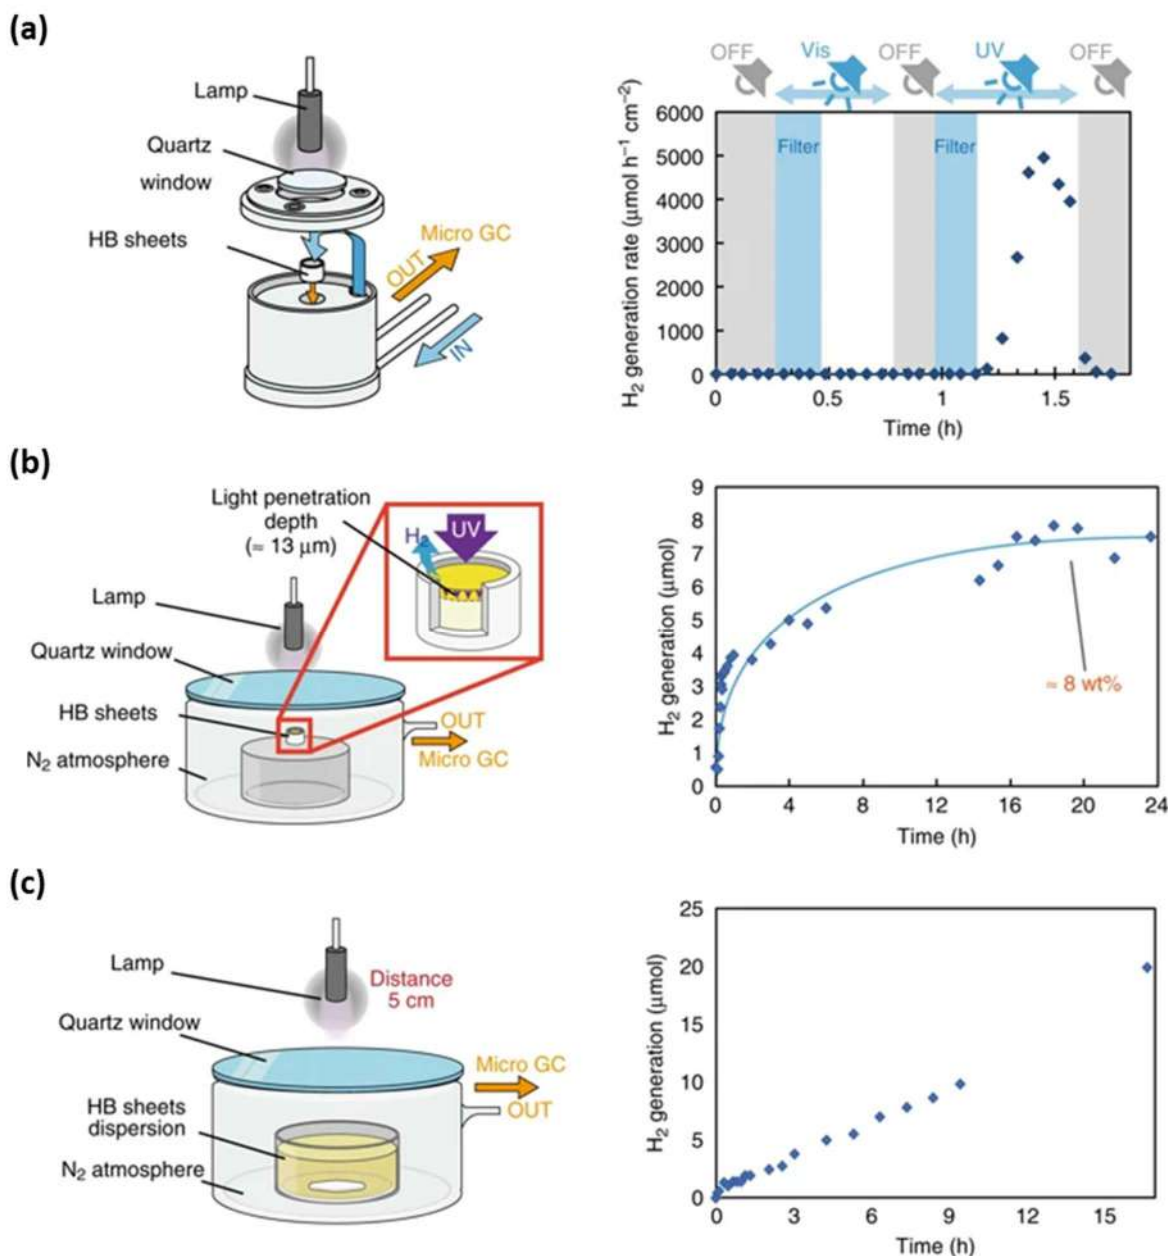 (a)
Lamp
Quartz
window
HB sheets
Micro GC
OUT
IN
OFF
Vis
OFF
UV
OFF
H₂ generation rate (μmol h⁻¹ cm⁻²)
6000
5000
4000
3000
2000
1000
0
Filter
Filter
0
0.5
1
1.5
Time (h)
(b)
Light penetration
depth
(≈ 13 μm)
H₂
UV
Lamp
Quartz window
HB sheets
N₂ atmosphere
OUT
Micro GC
H₂ generation (μmol)
9
8
7
6
5
4
3
2
1
0
≈ 8 wt%
0
4
8
12
16
20
24
Time (h)
(c)
Lamp
Distance
5 cm
Quartz window
Micro GC
OUT
HB sheets
dispersion
N₂ atmosphere
H₂ generation (μmol)
25
20
15
10
5
0
0
3
6
9
12
15
Time (h)